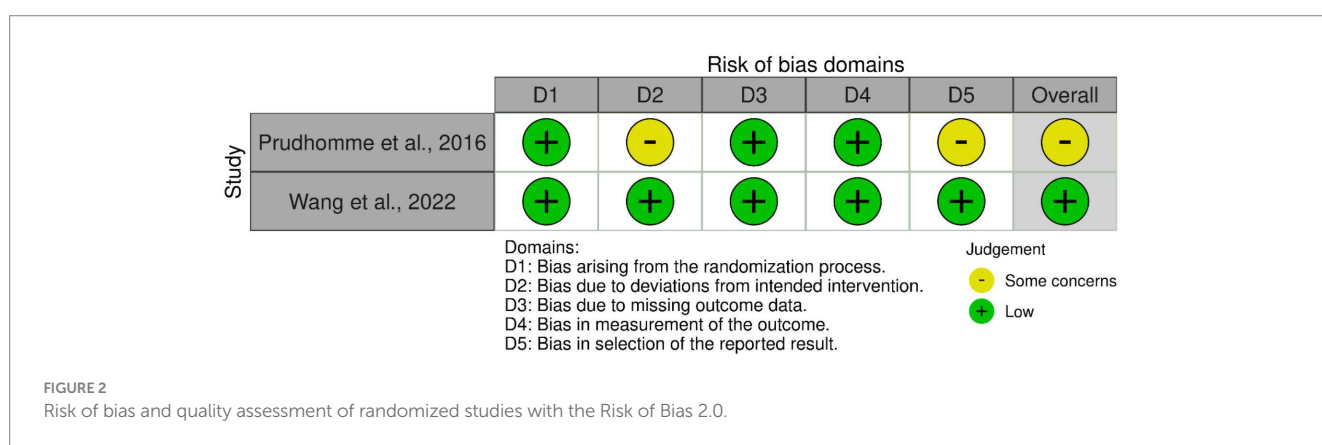 Risk of bias domains
D1 D2 D3 D4 D5 Overall
Study
Prudhomme et al., 2016 + - + + - -
Wang et al., 2022 + + + + + +
Domains:
D1: Bias arising from the randomization process.
D2: Bias due to deviations from intended intervention.
D3: Bias due to missing outcome data.
D4: Bias in measurement of the outcome.
D5: Bias in selection of the reported result.
Judgement
- Some concerns
+ Low
FIGURE 2
Risk of bias and quality assessment of randomized studies with the Risk of Bias 2.0.